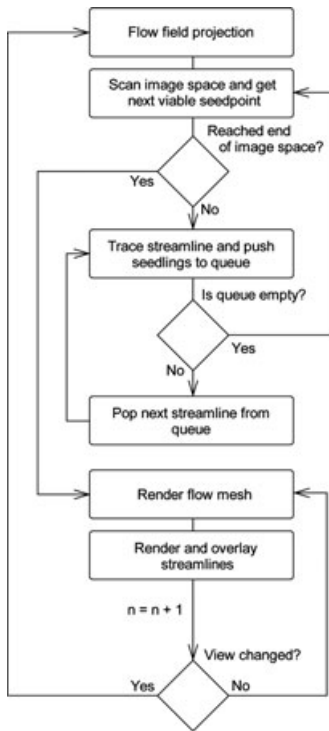 Flow field projection
Scan image space and get
next viable seedpoint
Reached end
of image space?
Yes
No
Trace streamline and push
seedlings to queue
Is queue empty?
Yes
No
Pop next streamline from
queue
Render flow mesh
Render and overlay
streamlines
n = n + 1
View changed?
Yes
No